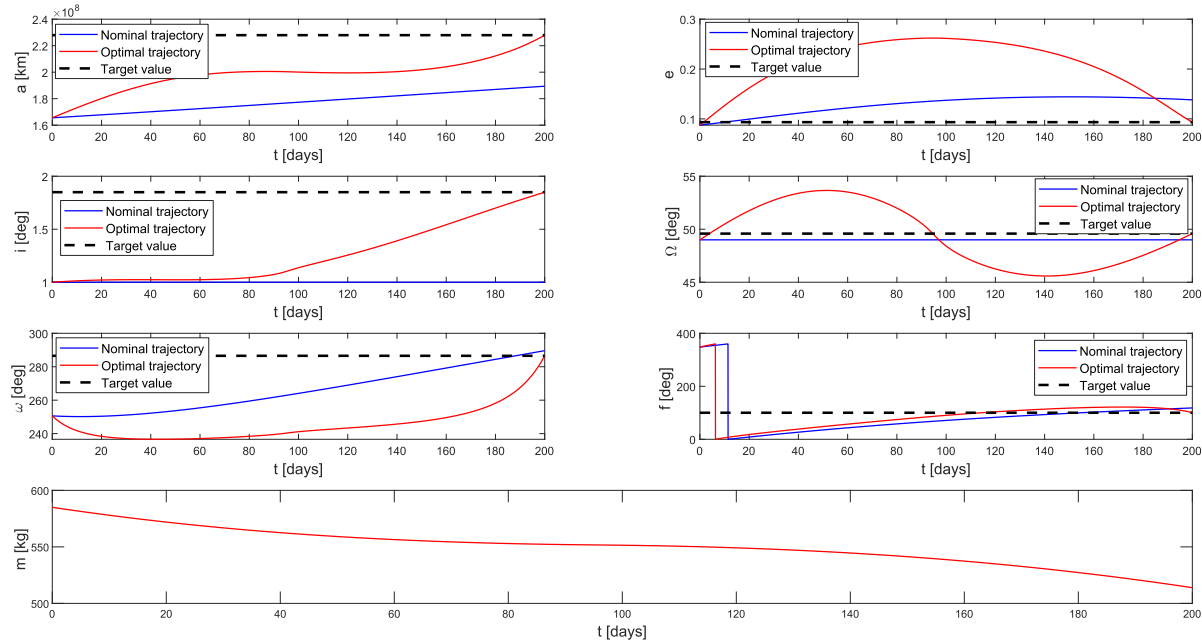 ×10⁸
2.4
2.2
2
1.8
1.6
a [km]
Nominal trajectory
Optimal trajectory
Target value
0 20 40 60 80 100 120 140 160 180 200
t [days]
0.3
0.2
0.1
e
Nominal trajectory
Optimal trajectory
Target value
0 20 40 60 80 100 120 140 160 180 200
t [days]
2
1.5
1
i [deg]
Nominal trajectory
Optimal trajectory
Target value
0 20 40 60 80 100 120 140 160 180 200
t [days]
55
50
45
Ω [deg]
Nominal trajectory
Optimal trajectory
Target value
0 20 40 60 80 100 120 140 160 180 200
t [days]
300
280
260
240
ω [deg]
Nominal trajectory
Optimal trajectory
Target value
0 20 40 60 80 100 120 140 160 180 200
t [days]
400
200
0
f [deg]
Nominal trajectory
Optimal trajectory
Target value
0 20 40 60 80 100 120 140 160 180 200
t [days]
600
550
500
m [kg]
0 20 40 60 80 100 120 140 160 180 200
t [days]